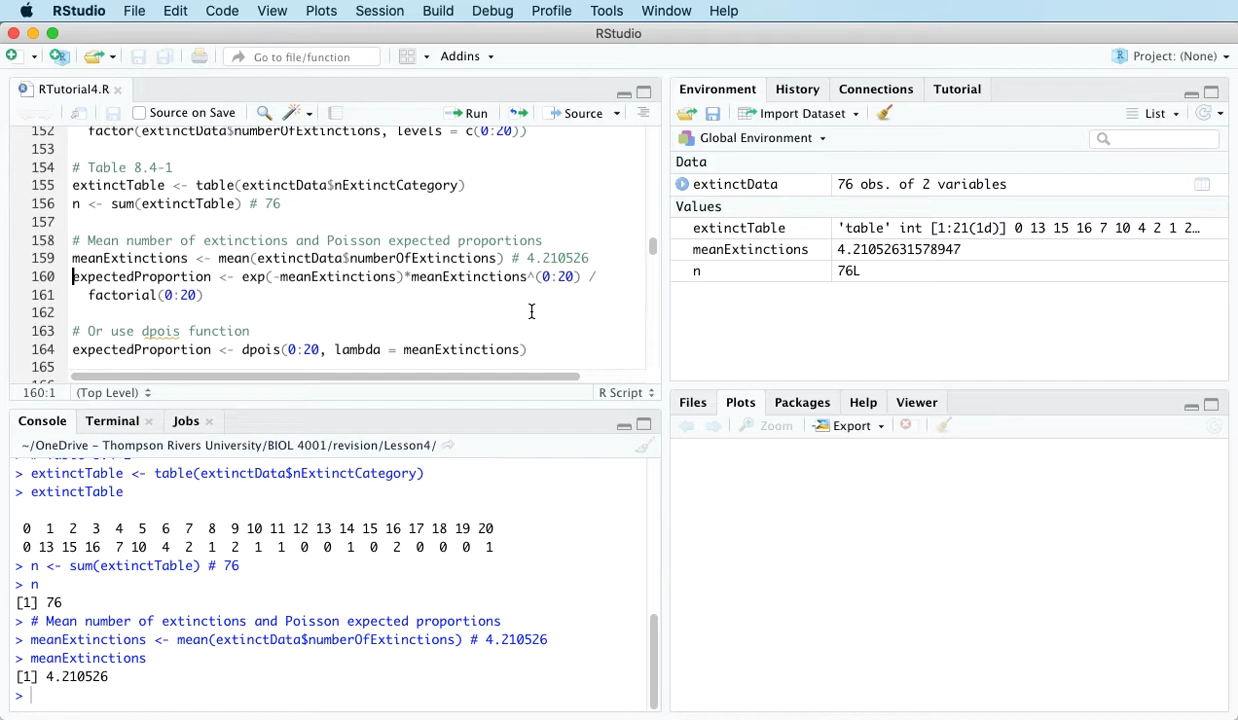 RStudio File Edit Code View Plots Session Build Debug Profile Tools Window Help
RStudio
Go to file/function Addins Project: (None)
RTutorial4.R
Source on Save Run Source
152 factor(extinctData$numberOfExtinctions, levels = c(0:20))
153
154 # Table 8.4-1
155 extinctTable <- table(extinctData$nExtinctCategory)
156 n <- sum(extinctTable) # 76
157
158 # Mean number of extinctions and Poisson expected proportions
159 meanExtinctions <- mean(extinctData$numberOfExtinctions) # 4.210526
160 expectedProportion <- exp(-meanExtinctions)*meanExtinctions^(0:20) /
161 factorial(0:20)
162
163 # Or use dpois function
164 expectedProportion <- dpois(0:20, lambda = meanExtinctions)
165
160:1 (Top Level) R Script
Console Terminal Jobs
~/OneDrive – Thompson Rivers University/BIOL 4001/revision/Lesson4/
> extinctTable <- table(extinctData$nExtinctCategory)
> extinctTable
0 1 2 3 4 5 6 7 8 9 10 11 12 13 14 15 16 17 18 19 20
0 13 15 16 7 10 4 2 1 2 1 1 0 0 1 0 2 0 0 0 1
> n <- sum(extinctTable) # 76
> n
[1] 76
> # Mean number of extinctions and Poisson expected proportions
> meanExtinctions <- mean(extinctData$numberOfExtinctions) # 4.210526
> meanExtinctions
[1] 4.210526
>
Environment History Connections Tutorial
Import Dataset List
Global Environment
Data
extinctData 76 obs. of 2 variables
Values
extinctTable 'table' int [1:21(1d)] 0 13 15 16 7 10 4 2 1 2…
meanExtinctions 4.21052631578947
n 76L
Files Plots Packages Help Viewer
Zoom Export